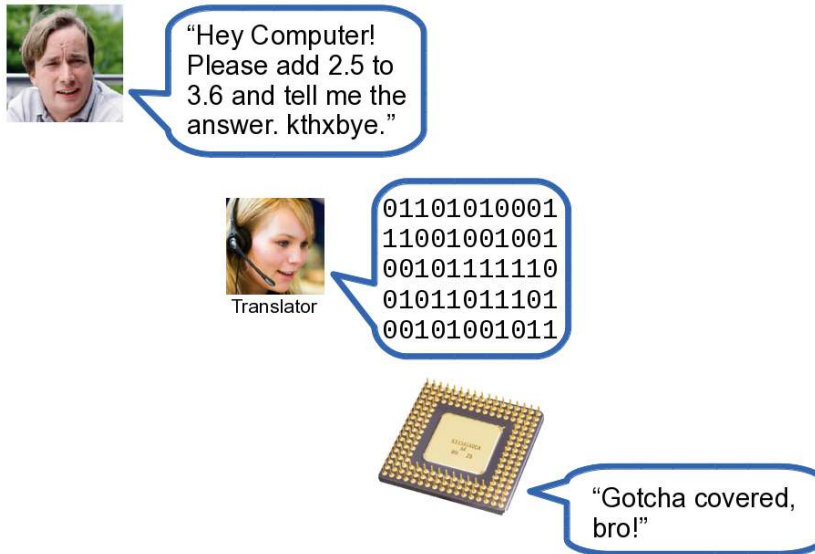 “Hey Computer!
Please add 2.5 to
3.6 and tell me the
answer. kthxbye.”
01101010001
11001001001
00101111110
01011011101
00101001011
Translator
“Gotcha covered,
bro!”